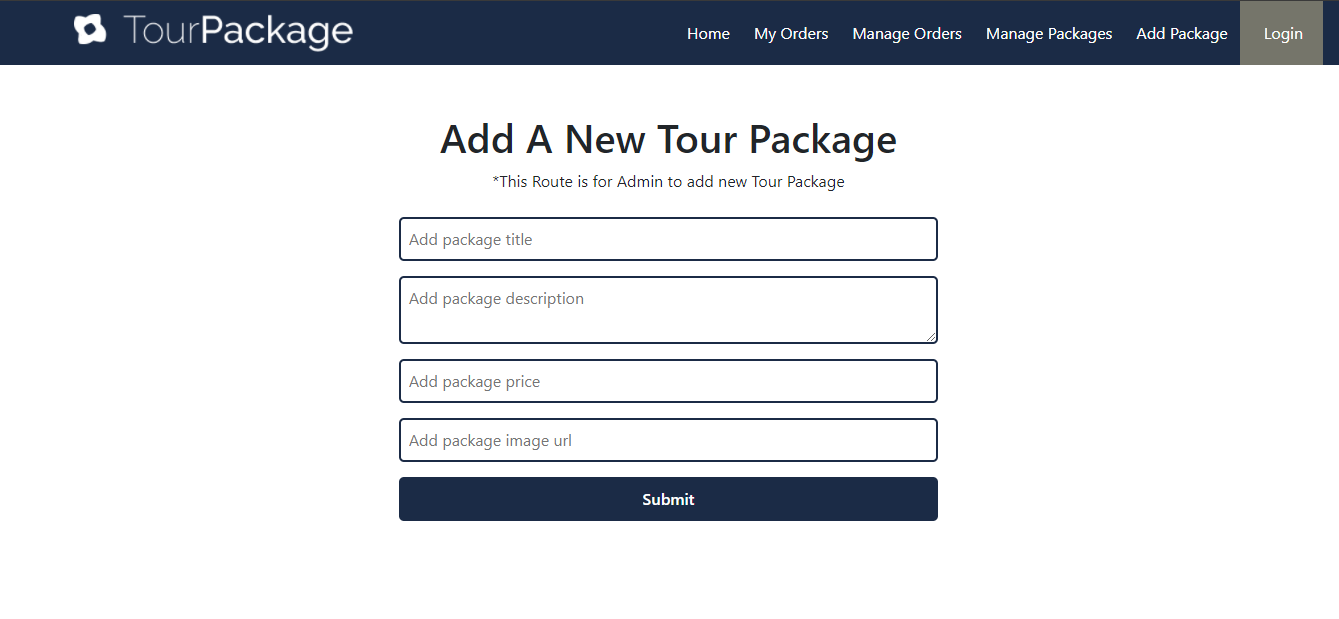 TourPackage
Home My Orders Manage Orders Manage Packages Add Package Login
Add A New Tour Package
*This Route is for Admin to add new Tour Package
Add package title
Add package description
Add package price
Add package image url
Submit